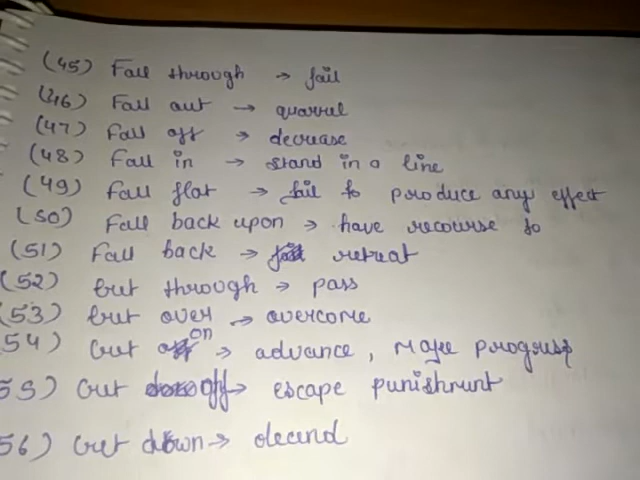 (45) Fall through → fail
(46) Fall out → quarrel
(47) Fall off → decrease
(48) Fall in → stand in a line
(49) Fall flat → fail to produce any effect
(50) Fall back upon → have recourse to
(51) Fall back → retreat
(52) Get through → pass
(53) Get over → overcome
54) Get on → advance, Make progress
55) Get off → escape punishment
56) Get down → decend